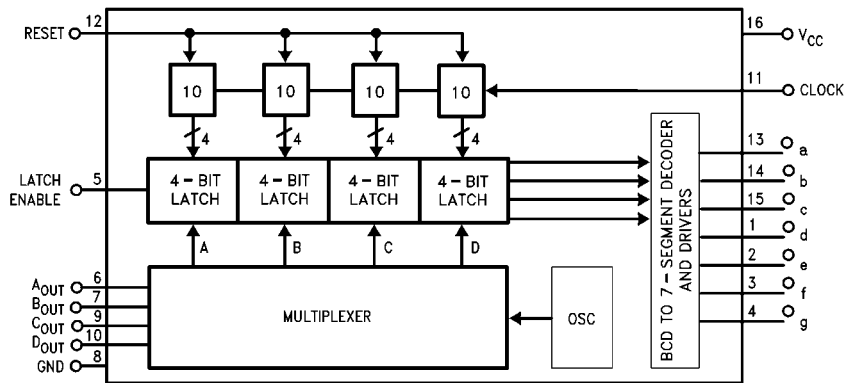 12
RESET
16
VCC
11
CLOCK
10
10
10
10
4
4
4
4
13
a
14
b
15
c
1
d
2
e
3
f
4
g
5
LATCH
ENABLE
4-BIT
LATCH
4-BIT
LATCH
4-BIT
LATCH
4-BIT
LATCH
BCD TO 7-SEGMENT DECODER
AND DRIVERS
A
B
C
D
AOUT
6
BOUT
7
COUT
9
DOUT
10
GND
8
MULTIPLEXER
OSC